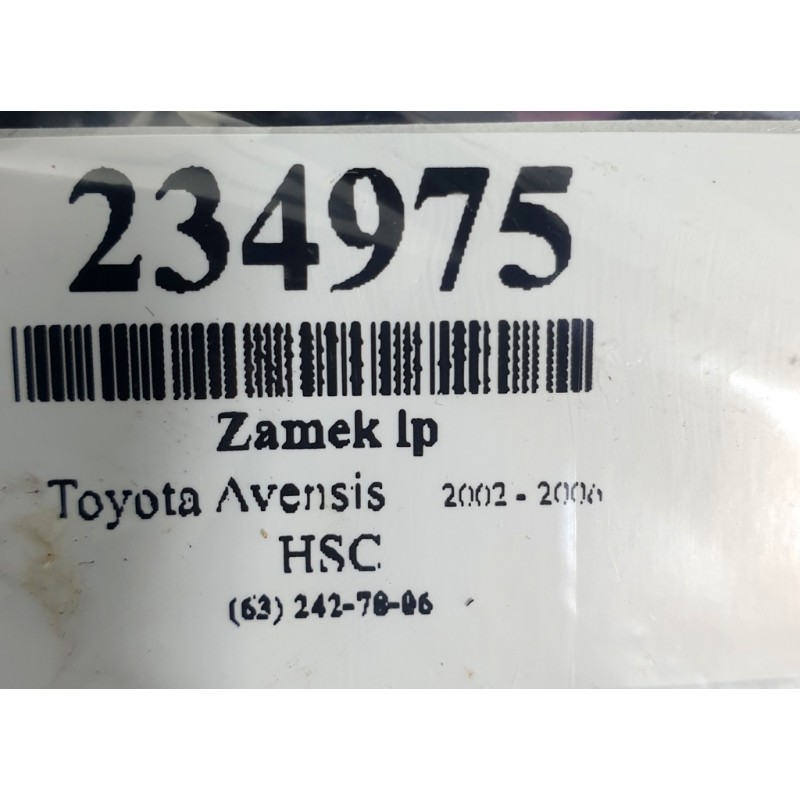 234975
Zamek lp
Toyota Avensis 2002 - 2006
HSC
(63) 242-78-06